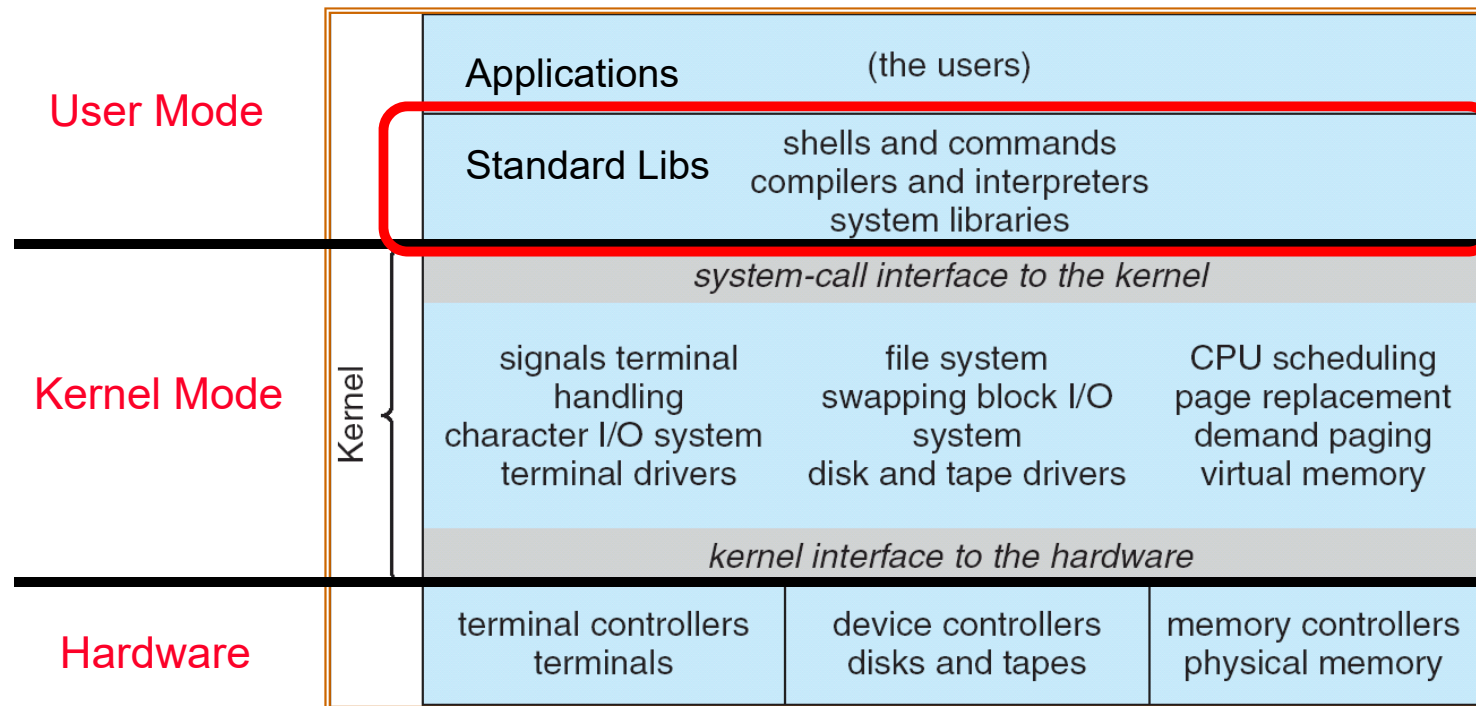 User Mode
Applications
(the users)
Standard Libs
shells and commands
compilers and interpreters
system libraries
Kernel Mode
Kernel
system-call interface to the kernel
signals terminal
handling
character I/O system
terminal drivers
file system
swapping block I/O
system
disk and tape drivers
CPU scheduling
page replacement
demand paging
virtual memory
kernel interface to the hardware
Hardware
terminal controllers
terminals
device controllers
disks and tapes
memory controllers
physical memory